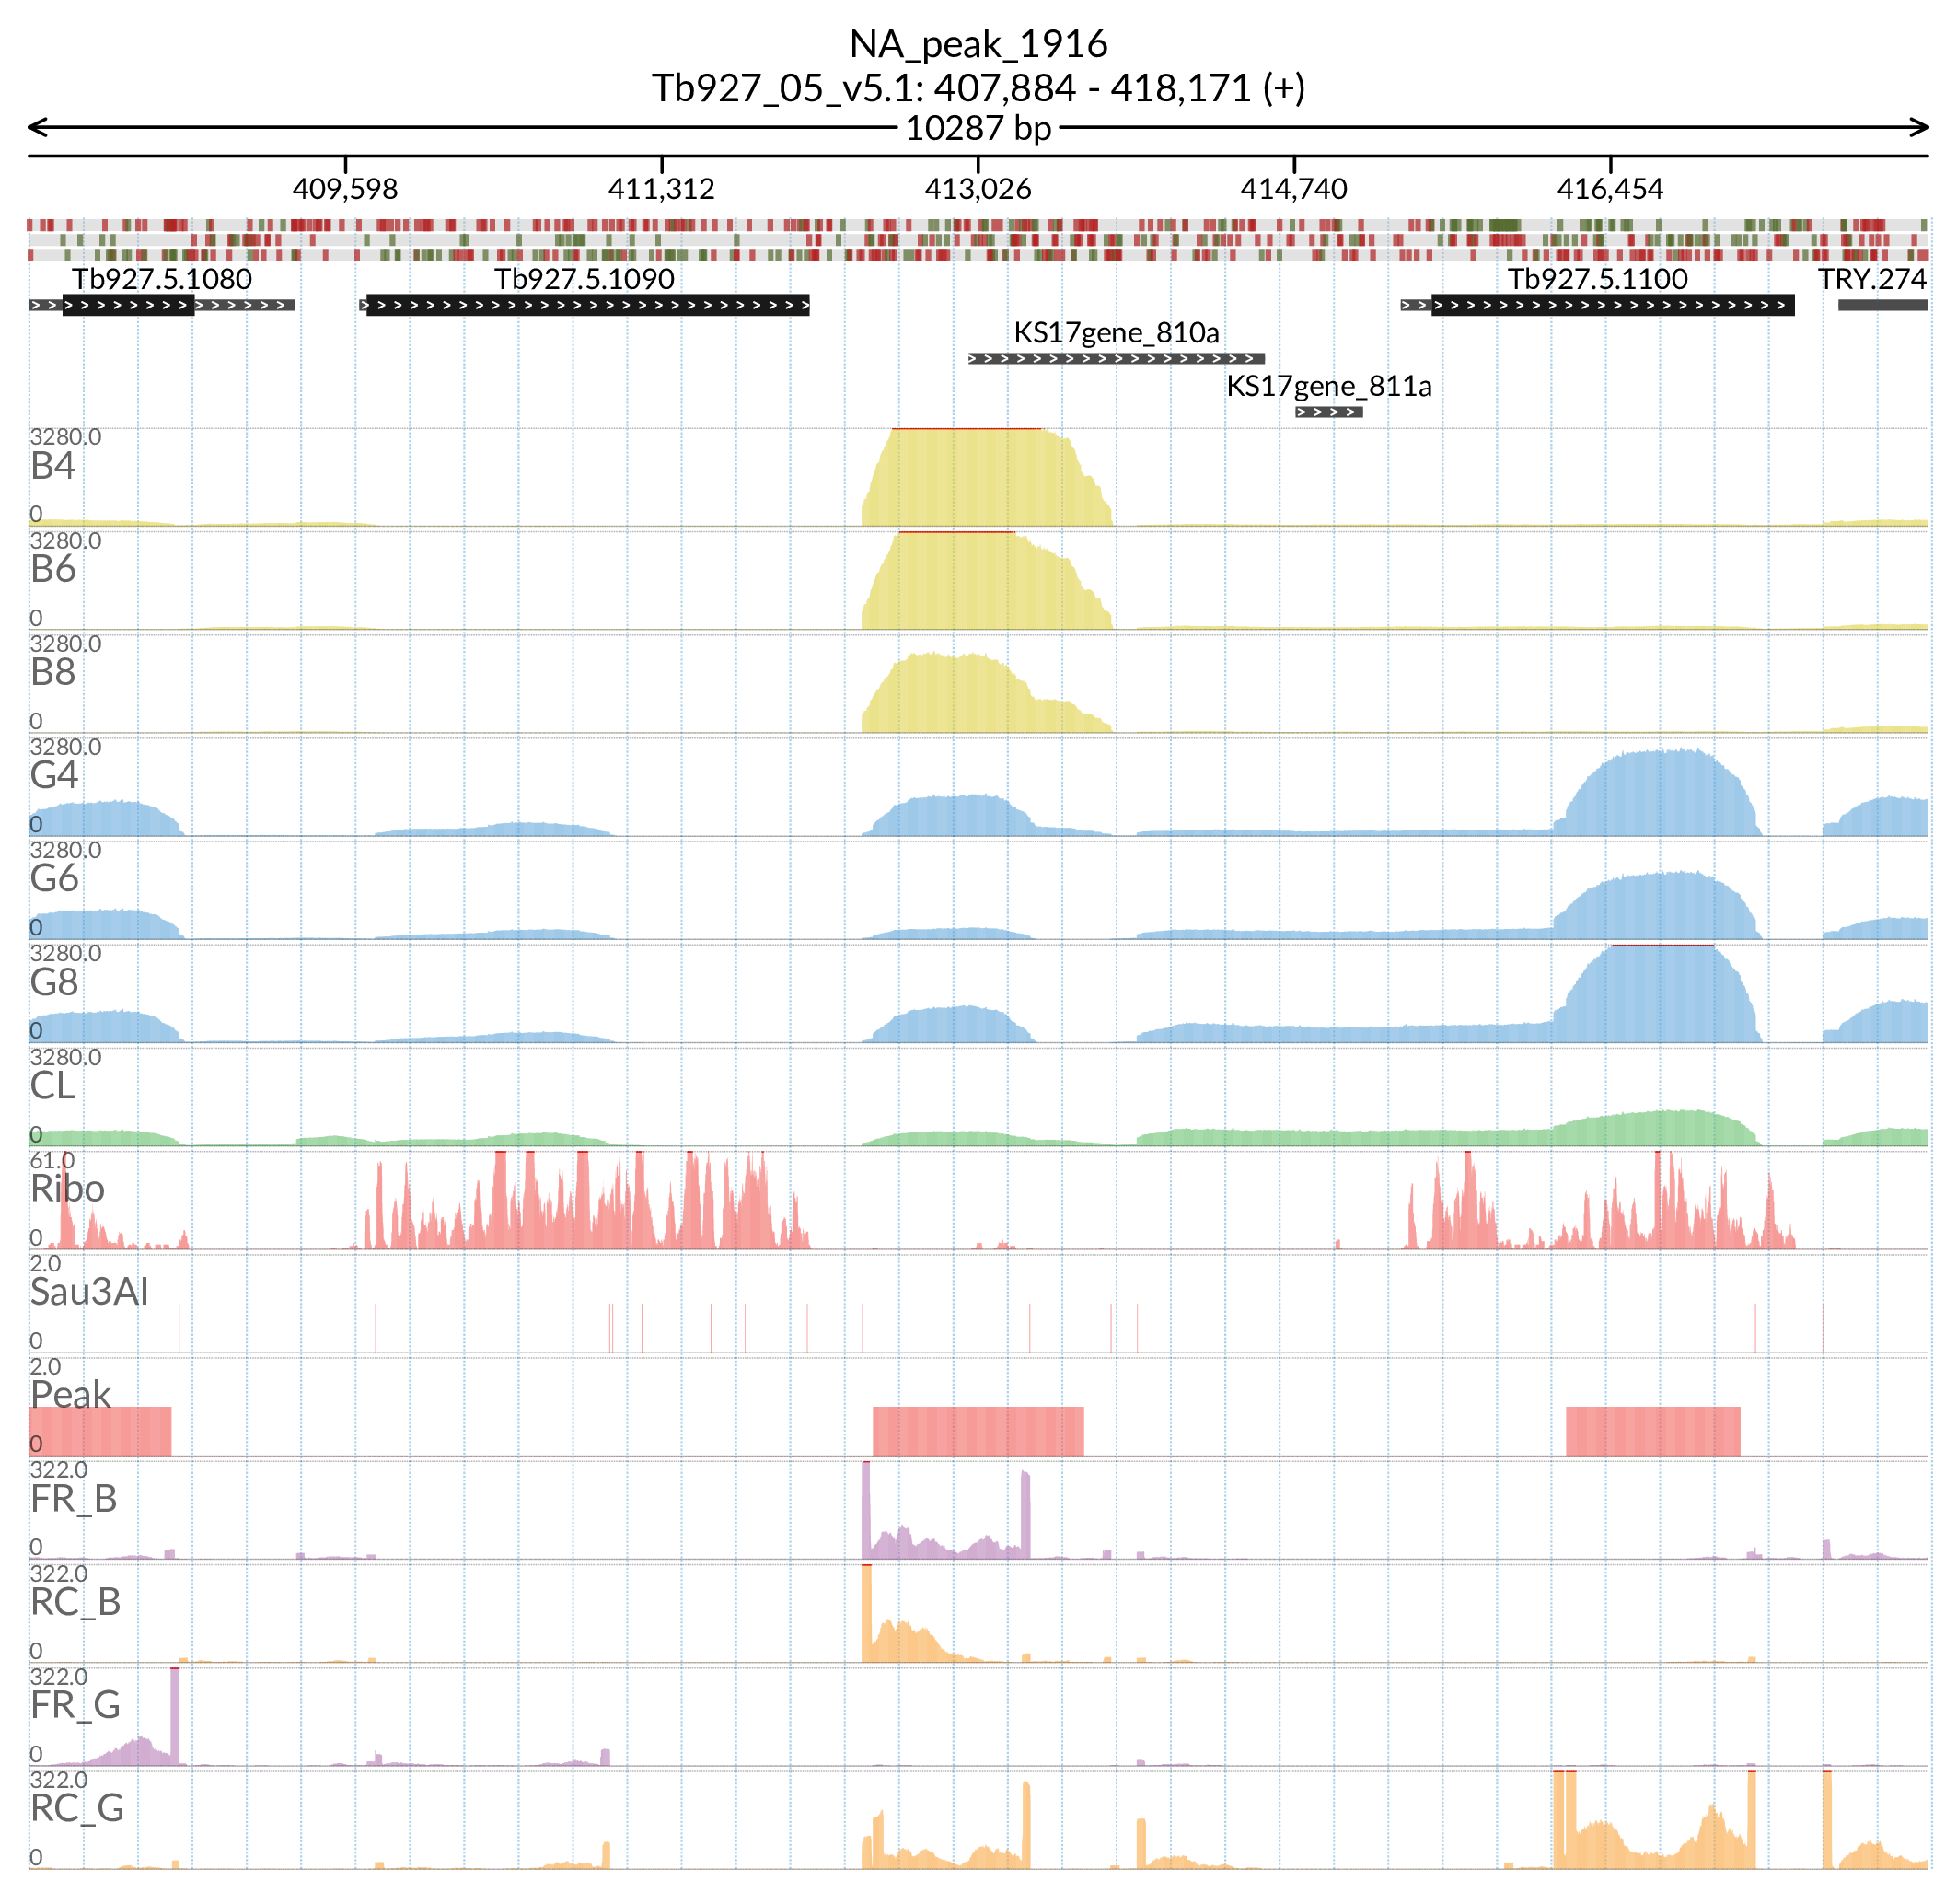 NA_peak_1916
Tb927_05_v5.1: 407,884 - 418,171 (+)
10287 bp
409,598 411,312 413,026 414,740 416,454
Tb927.5.1080 Tb927.5.1090 Tb927.5.1100 TRY.274
KS17gene_810a
KS17gene_811a
3280.0
B4
0
3280.0
B6
0
3280.0
B8
0
3280.0
G4
0
3280.0
G6
0
3280.0
G8
0
3280.0
CL
0
61.0
Ribo
0
2.0
Sau3AI
0
2.0
Peak
0
322.0
FR_B
0
322.0
RC_B
0
322.0
FR_G
0
322.0
RC_G
0